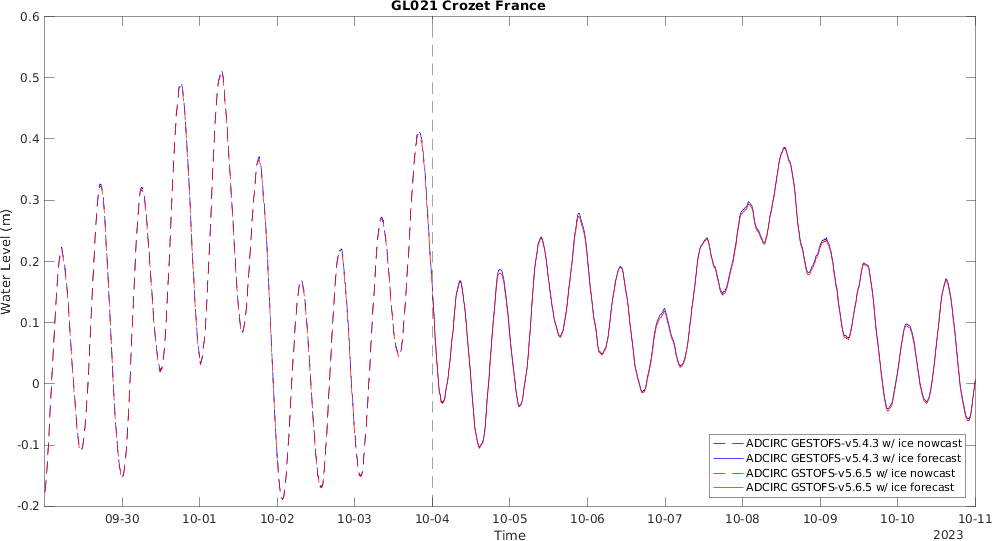 GL021 Crozet France
0.6
0.5
0.4
0.3
0.2
0.1
0
-0.1
-0.2
Water Level (m)
ADCIRC GESTOFS-v5.4.3 w/ ice nowcast
ADCIRC GESTOFS-v5.4.3 w/ ice forecast
ADCIRC GSTOFS-v5.6.5 w/ ice nowcast
ADCIRC GSTOFS-v5.6.5 w/ ice forecast
09-30 10-01 10-02 10-03 10-04 10-05 10-06 10-07 10-08 10-09 10-10 10-11
Time
2023